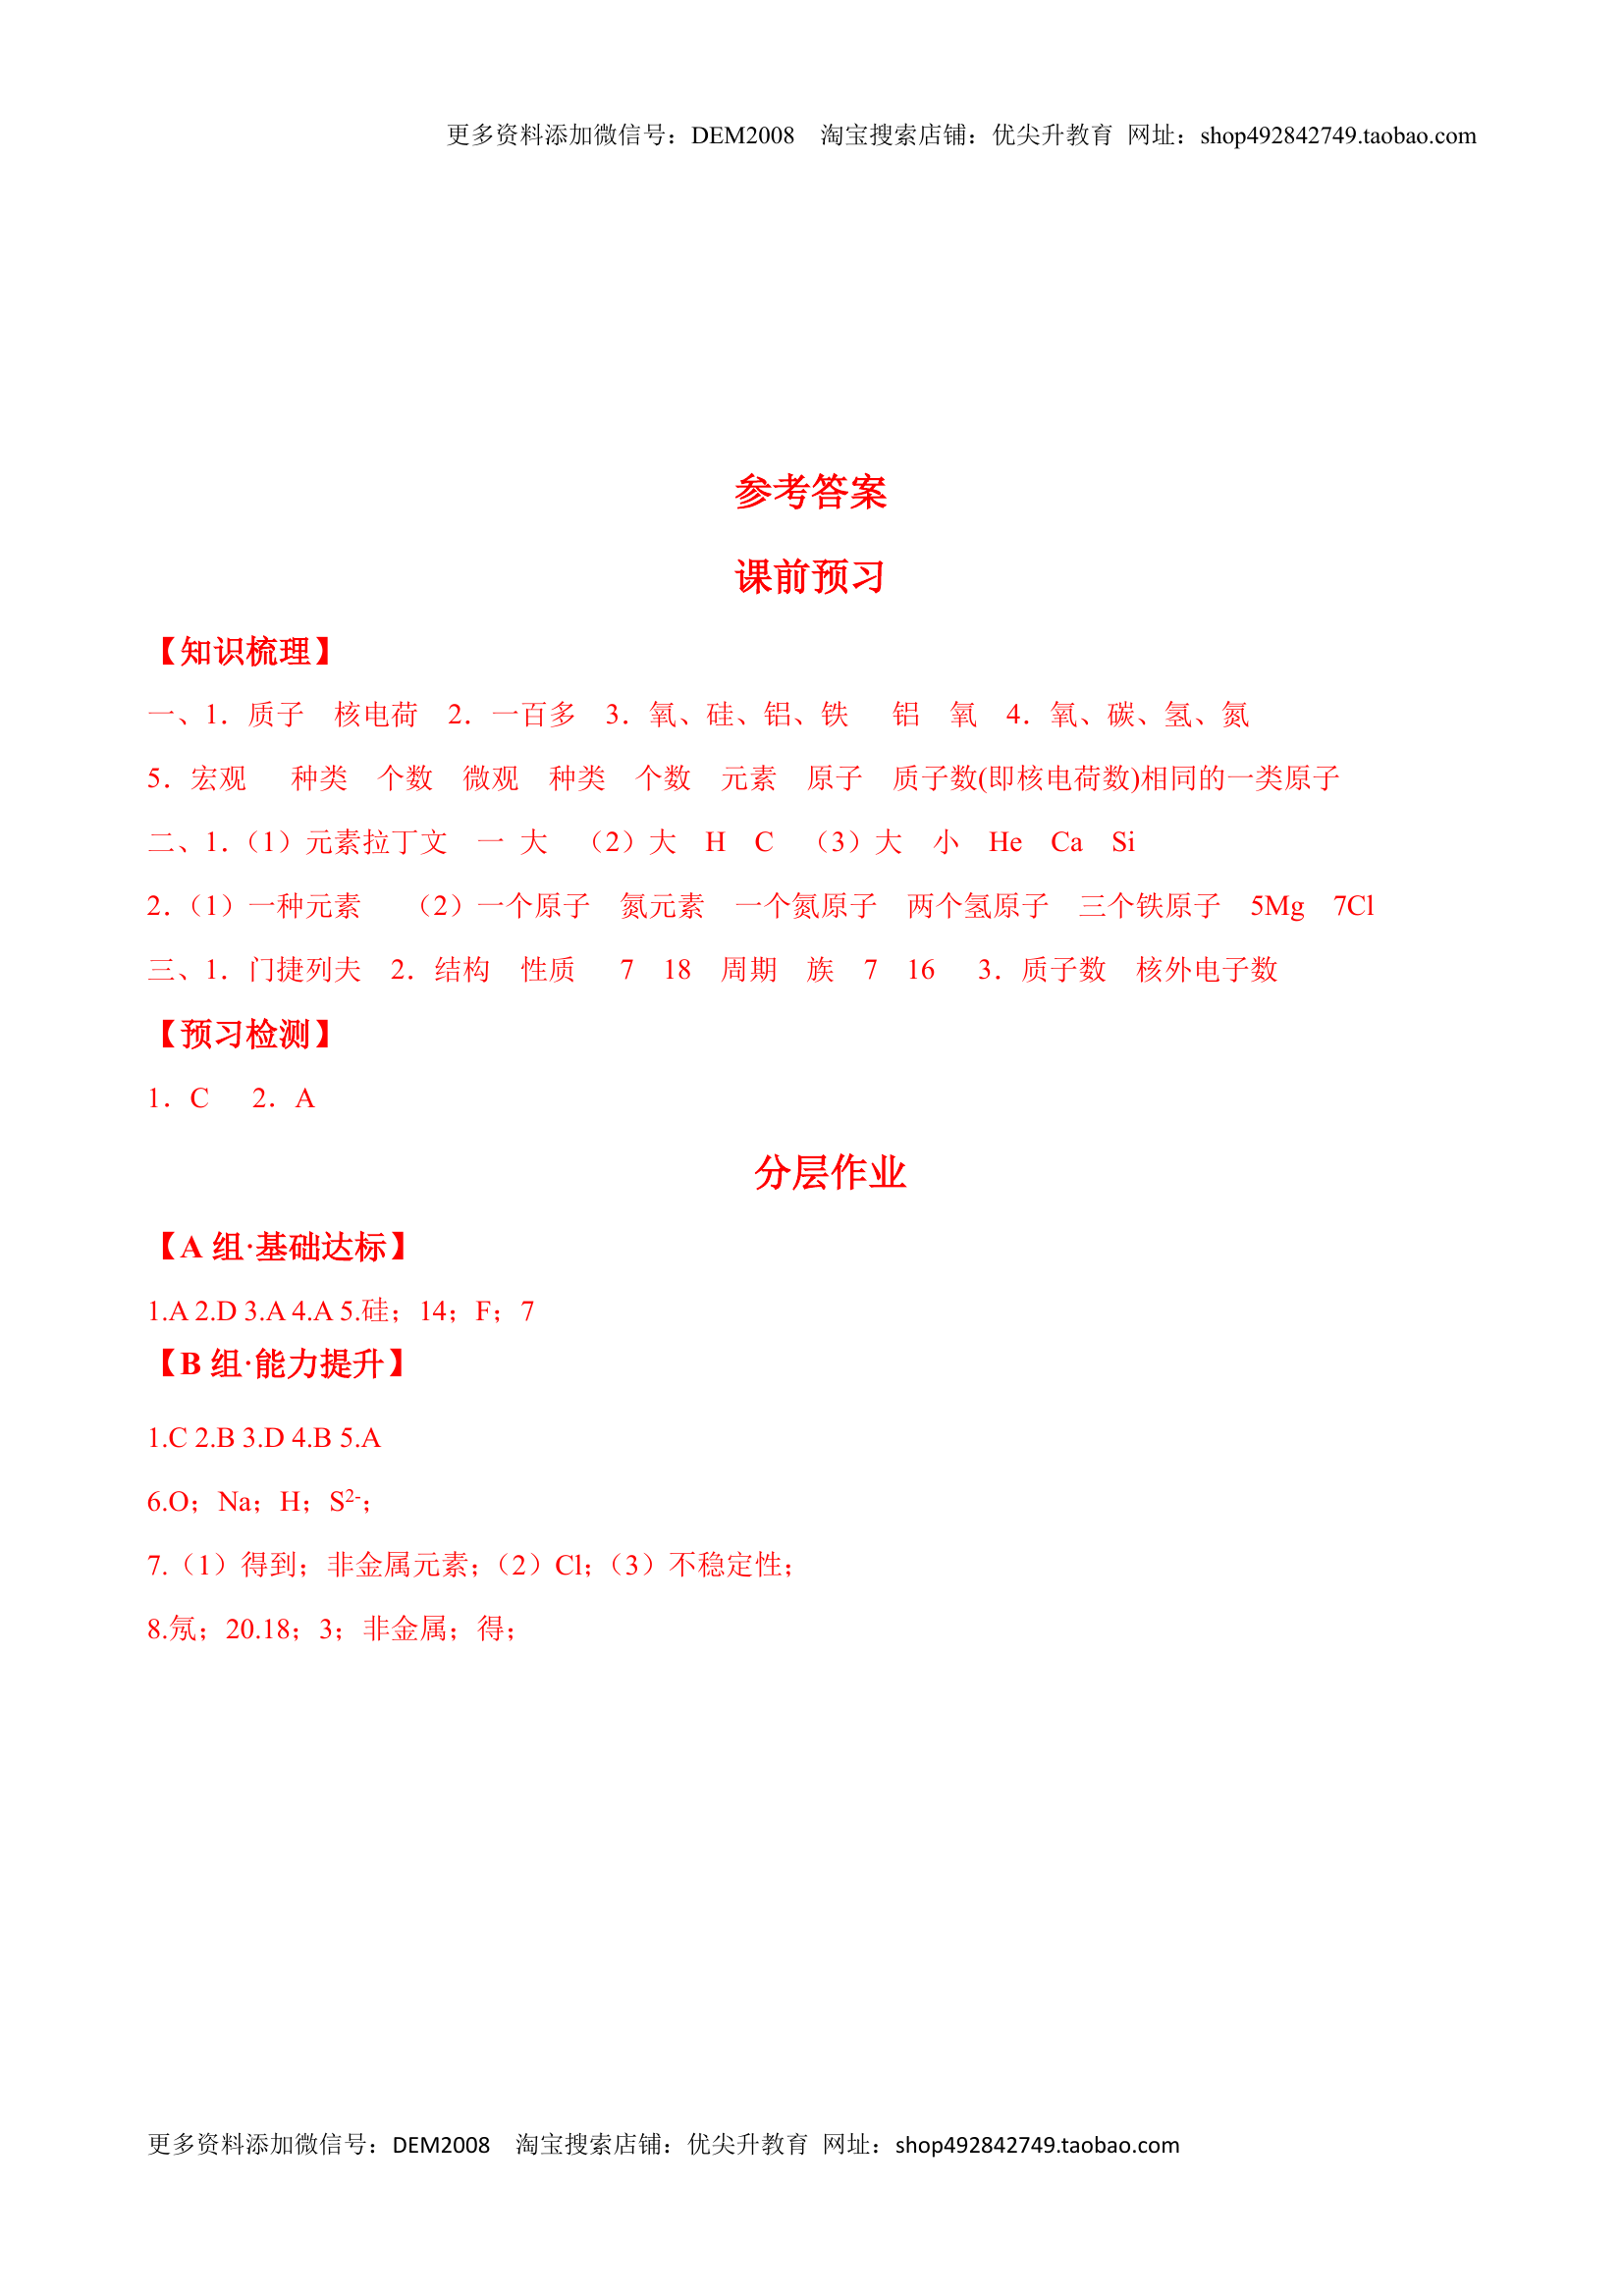 更多资料添加微信号：DEM2008　淘宝搜索店铺：优尖升教育 网址：shop492842749.taobao.com
参考答案
课前预习
【知识梳理】
一、1．质子　核电荷　2．一百多　3．氧、硅、铝、铁　 铝　氧　4．氧、碳、氢、氮
5．宏观　 种类　个数　微观　种类　个数　元素　原子　质子数(即核电荷数)相同的一类原子
二、1．（1）元素拉丁文　一 大　（2）大　H　C　（3）大　小　He　Ca　Si
2．（1）一种元素　 （2）一个原子　氮元素　一个氮原子　两个氢原子　三个铁原子　5Mg　7Cl
三、1．门捷列夫　2．结构　性质　 7　18　周期　族　7　16　 3．质子数　核外电子数
【预习检测】
1．C　 2．A
分层作业
【A 组·基础达标】
1.A 2.D 3.A 4.A 5.硅；14；F；7
【B 组·能力提升】
1.C 2.B 3.D 4.B 5.A
6.O；Na；H；S²⁻；
7.（1）得到；非金属元素；（2）Cl；（3）不稳定性；
8.氖；20.18；3；非金属；得；
更多资料添加微信号：DEM2008　淘宝搜索店铺：优尖升教育 网址：shop492842749.taobao.com